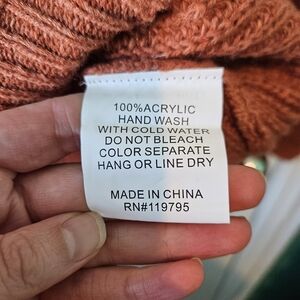 100%ACRYLIC
HAND WASH
WITH COLD WATER
DO NOT BLEACH
COLOR SEPARATE
HANG OR LINE DRY
MADE IN CHINA
RN#119795